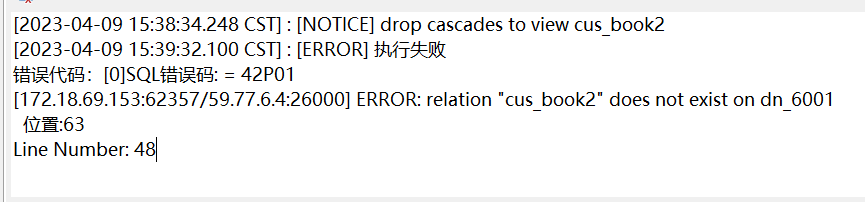 [2023-04-09 15:38:34.248 CST] : [NOTICE] drop cascades to view cus_book2
[2023-04-09 15:39:32.100 CST] : [ERROR] 执行失败
错误代码：[0]SQL错误码: = 42P01
[172.18.69.153:62357/59.77.6.4:26000] ERROR: relation "cus_book2" does not exist on dn_6001
位置:63
Line Number: 48